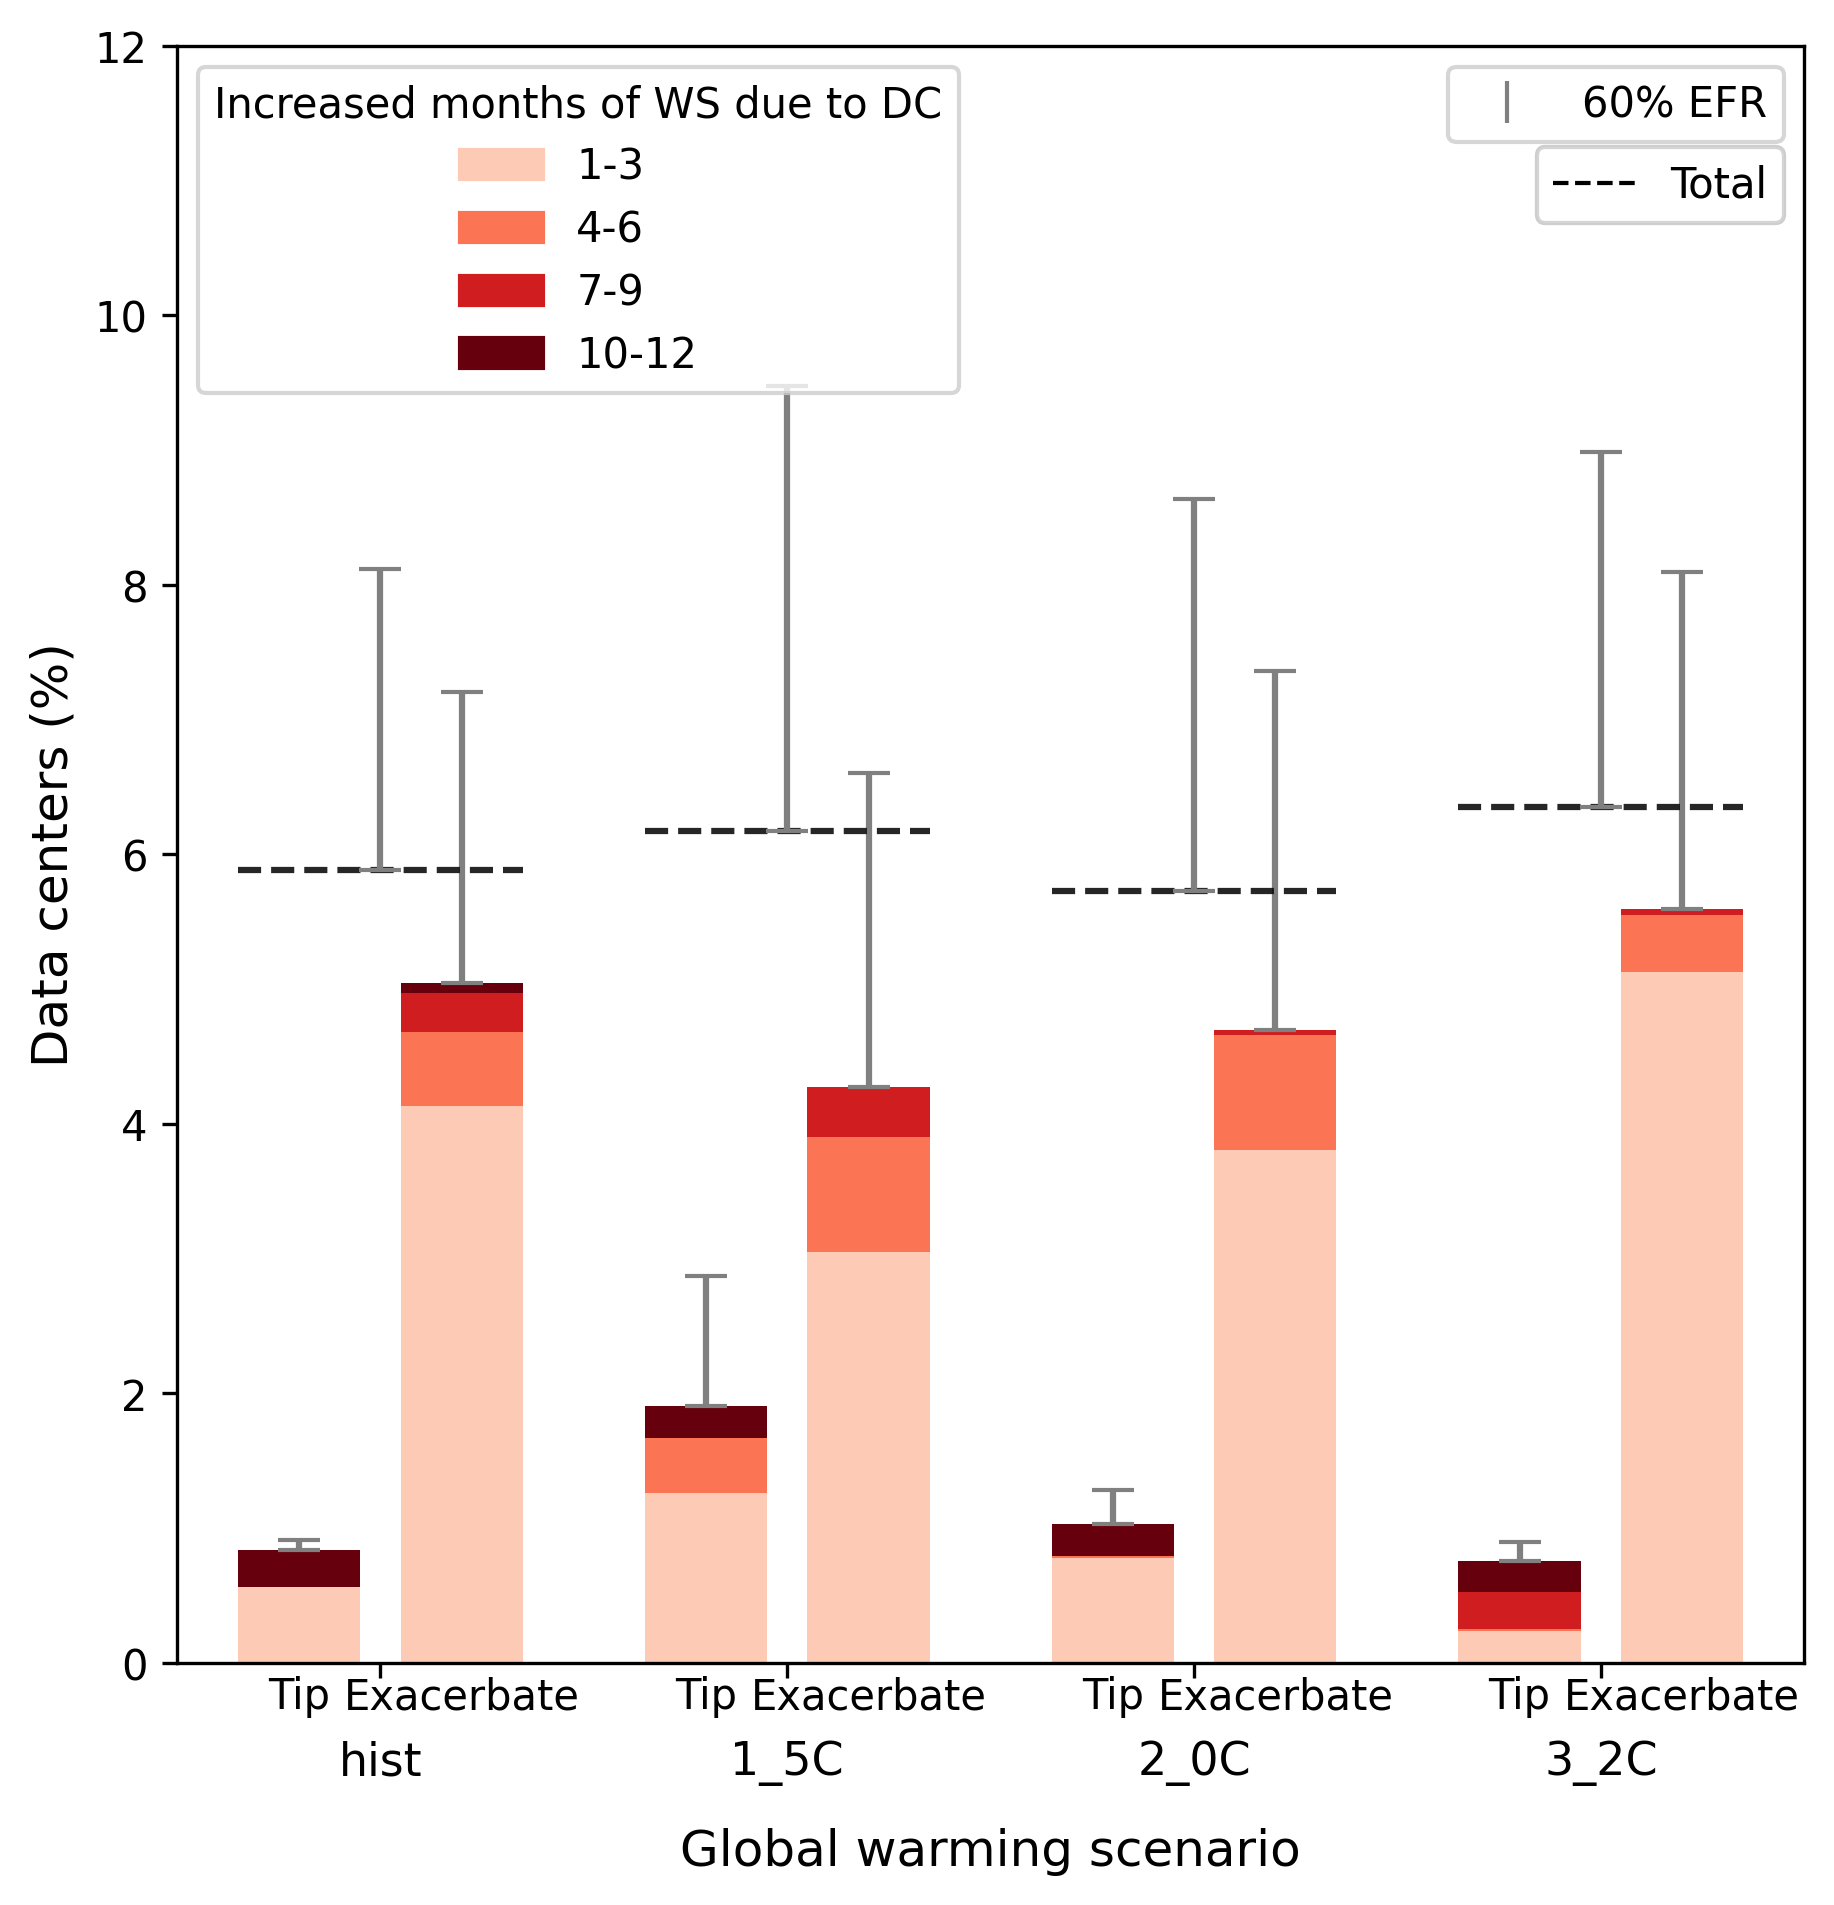 12
10
8
6
4
2
0
Data centers (%)
Increased months of WS due to DC
1-3
4-6
7-9
10-12
60% EFR
Total
Tip Exacerbate Tip Exacerbate Tip Exacerbate Tip Exacerbate
hist 1_5C 2_0C 3_2C
Global warming scenario